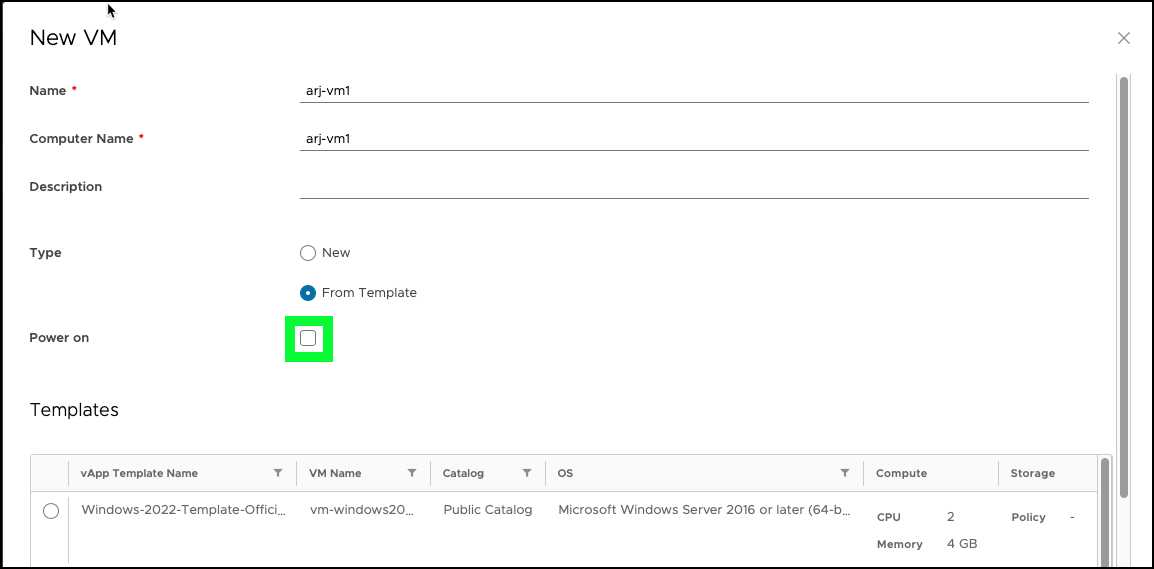 New VM
Name *
arj-vm1
Computer Name *
arj-vm1
Description
Type
New
From Template
Power on
Templates
vApp Template Name VM Name Catalog OS Compute Storage
Windows-2022-Template-Offici... vm-windows20... Public Catalog Microsoft Windows Server 2016 or later (64-b... CPU 2 Policy -
Memory 4 GB